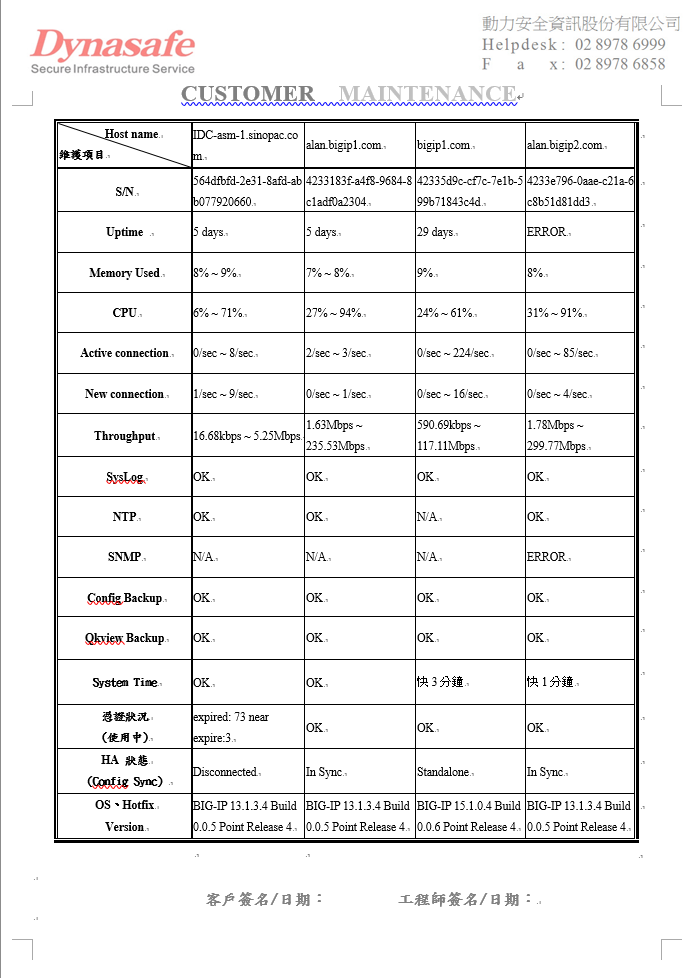 Dynasafe
Secure Infrastructure Service
動力安全資訊股份有限公司
Helpdesk: 02 8978 6999
F a x: 02 8978 6858
CUSTOMER MAINTENANCE
Host name
維護項目
IDC-asm-1.sinopac.co
m
alan.bigip1.com
bigip1.com
alan.bigip2.com
S/N
564dfbfd-2e31-8afd-ab
b077920660
4233183f-a4f8-9684-8
c1adf0a2304
42335d9c-cf7c-7e1b-5
99b71843c4d
4233e796-0aae-c21a-6
c8b51d81dd3
Uptime
5 days
5 days
29 days
ERROR
Memory Used
8% ~ 9%
7% ~ 8%
9%
8%
CPU
6% ~ 71%
27% ~ 94%
24% ~ 61%
31% ~ 91%
Active connection
0/sec ~ 8/sec
2/sec ~ 3/sec
0/sec ~ 224/sec
0/sec ~ 85/sec
New connection
1/sec ~ 9/sec
0/sec ~ 1/sec
0/sec ~ 16/sec
0/sec ~ 4/sec
Throughput
16.68kbps ~ 5.25Mbps
1.63Mbps ~
235.53Mbps
590.69kbps ~
117.11Mbps
1.78Mbps ~
299.77Mbps
SysLog
OK
OK
OK
OK
NTP
OK
OK
N/A
OK
SNMP
N/A
N/A
N/A
ERROR
Config Backup
OK
OK
OK
OK
Qkview Backup
OK
OK
OK
OK
System Time
OK
OK
快 3 分鐘
快 1 分鐘
憑證狀況
(使用中)
expired: 73 near
expire:3
OK
OK
OK
HA 狀態
(Config Sync)
Disconnected
In Sync
Standalone
In Sync
OS、Hotfix
Version
BIG-IP 13.1.3.4 Build
0.0.5 Point Release 4
BIG-IP 13.1.3.4 Build
0.0.5 Point Release 4
BIG-IP 15.1.0.4 Build
0.0.6 Point Release 4
BIG-IP 13.1.3.4 Build
0.0.5 Point Release 4
客戶簽名/日期： 工程師簽名/日期：